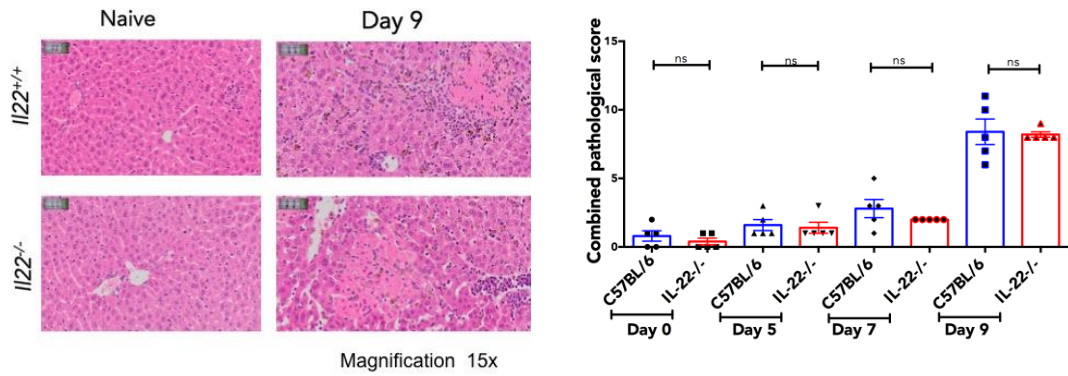 Naive
Day 9
Il22+/+
Il22-/-
Magnification 15x
Combined pathological score
15
10
5
0
ns
ns
ns
ns
C57BL/6
IL-22-/-
C57BL/6
IL-22-/-
C57BL/6
IL-22-/-
C57BL/6
IL-22-/-
Day 0
Day 5
Day 7
Day 9